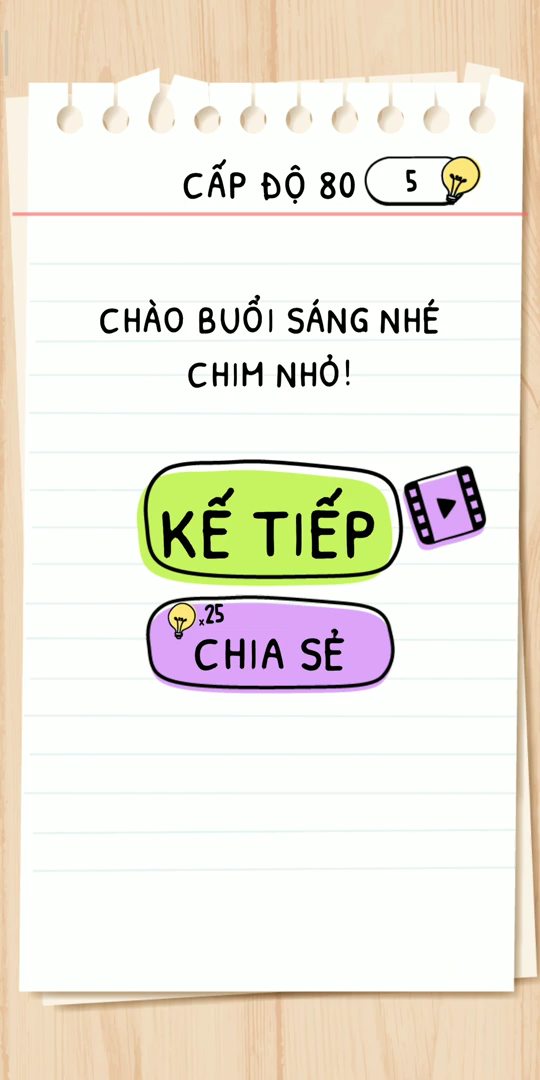 CẤP ĐỘ 80 5
CHÀO BUỔI SÁNG NHÉ
CHIM NHỎ!
KẾ TIẾP
x25
CHIA SẺ